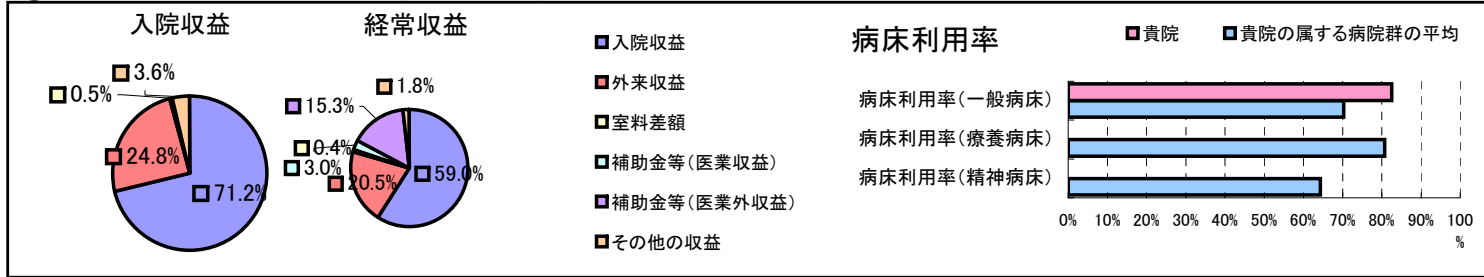 入院収益
3.6%
0.5%
24.8%
71.2%
経常収益
1.8%
15.3%
0.4%
3.0%
20.5%
59.0%
入院収益
外来収益
室料差額
補助金等(医業収益)
補助金等(医業外収益)
その他の収益
病床利用率
貴院 貴院の属する病院群の平均
病床利用率(一般病床)
病床利用率(療養病床)
病床利用率(精神病床)
0% 10% 20% 30% 40% 50% 60% 70% 80% 90% 100
%